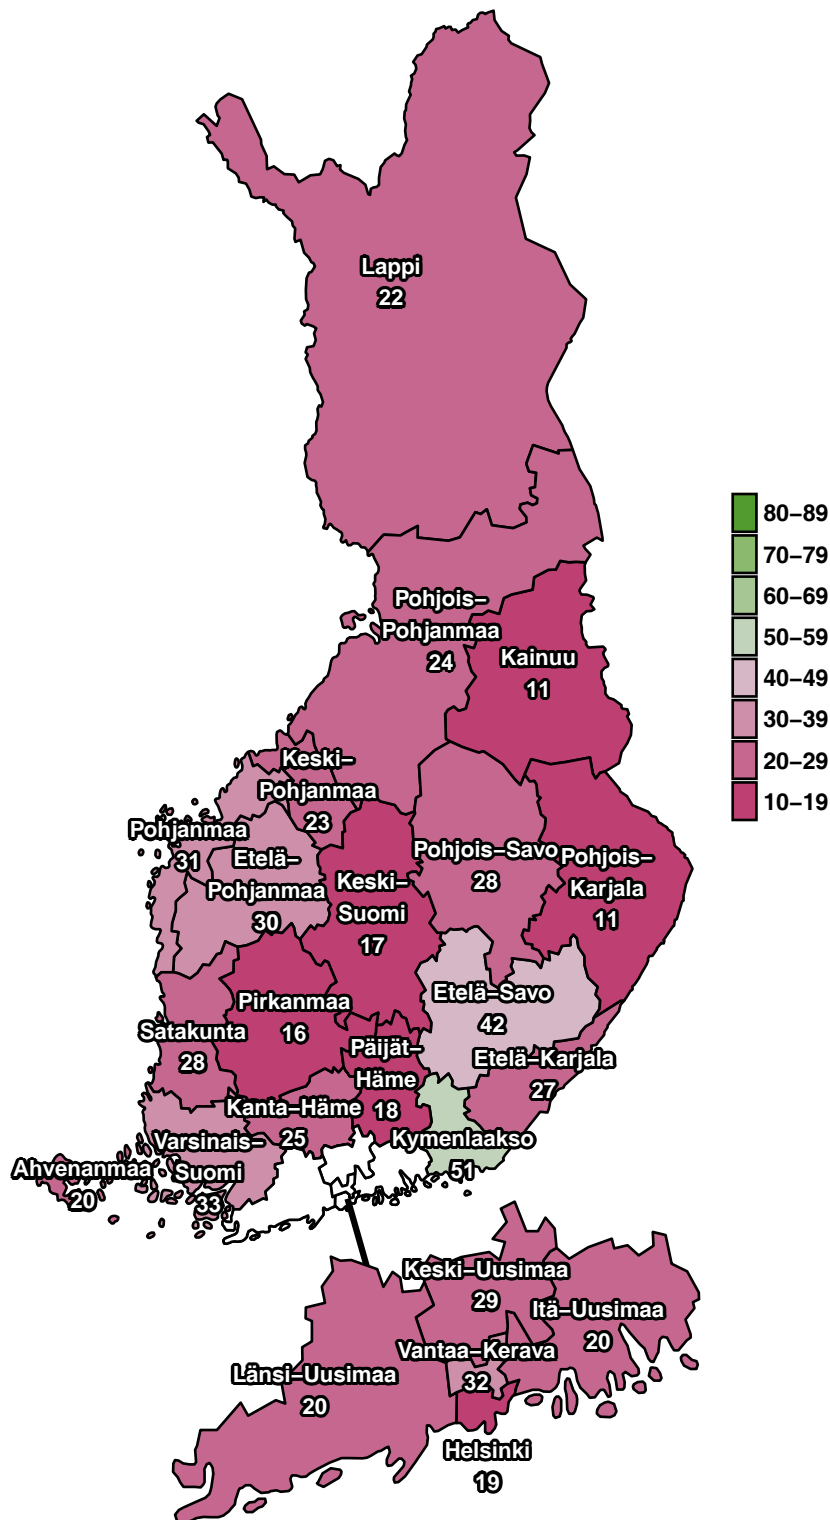 Lappi
22
Pohjois–
Pohjanmaa
24
Kainuu
11
Keski–
Pohjanmaa
23
Pohjanmaa
31
Etelä–
Pohjanmaa
30
Keski–
Suomi
17
Pohjois–Savo
28
Pohjois–
Karjala
11
Etelä–Savo
42
Pirkanmaa
16
Satakunta
28
Päijät–
Häme
18
Etelä–Karjala
27
Kanta–Häme
25
Kymenlaakso
51
Varsinais–
Suomi
33
Ahvenanmaa
20
Keski–Uusimaa
29
Itä–Uusimaa
20
Vantaa–Kerava
32
Länsi–Uusimaa
20
Helsinki
19
80–89
70–79
60–69
50–59
40–49
30–39
20–29
10–19